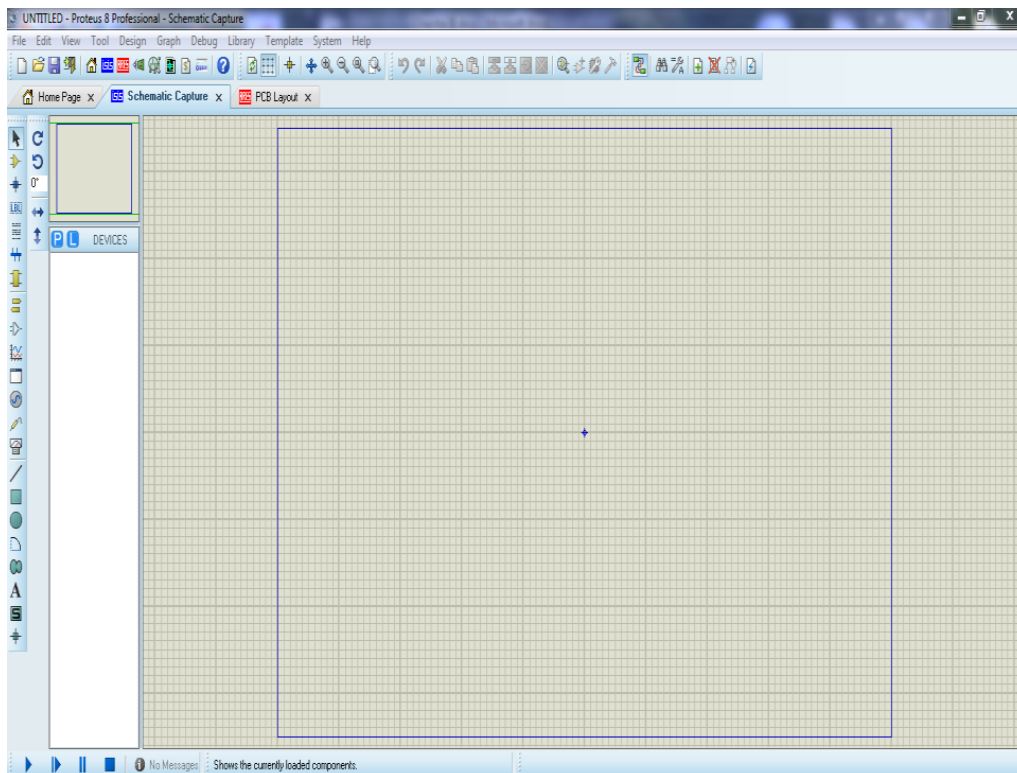 UNTITLED - Proteus 8 Professional - Schematic Capture
File Edit View Tool Design Graph Debug Library Template System Help
Home Page x Schematic Capture x PCB Layout x
0°
LBL
P L DEVICES
A
S
No Messages Shows the currently loaded components.